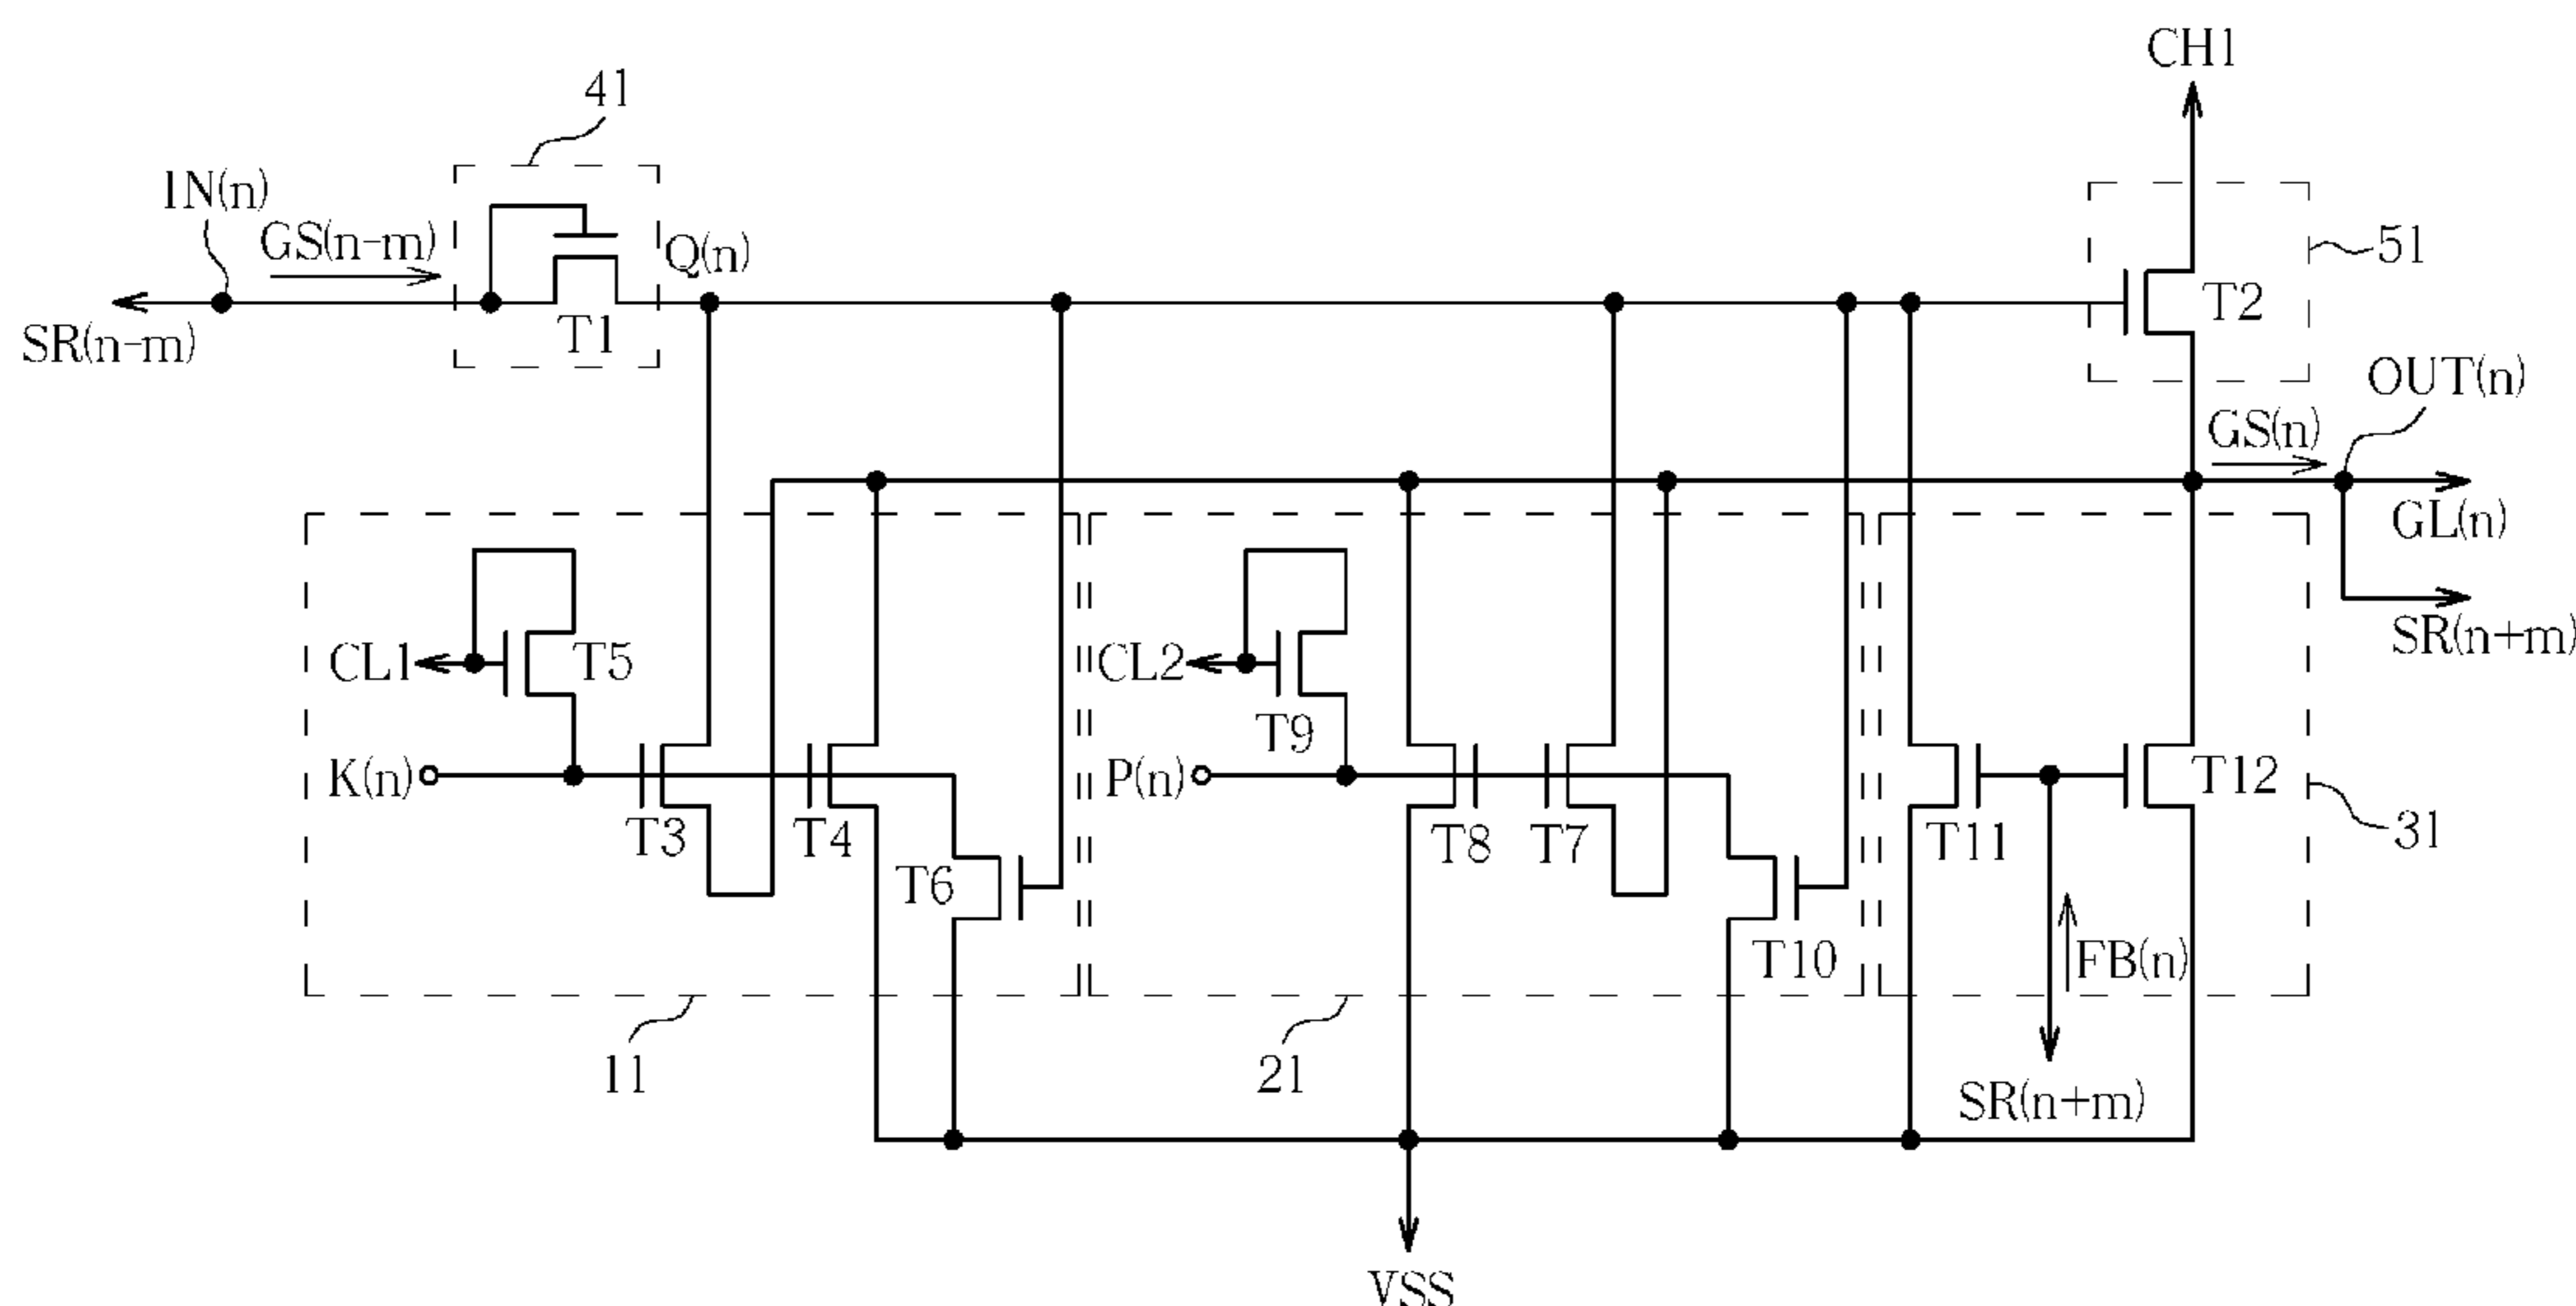 CH1
41
IN(n)
GS(n-m)
Q(n)
51
T2
T1
SR(n-m)
OUT(n)
GS(n)
GL(n)
SR(n+m)
CL1
T5
CL2
T9
K(n)
P(n)
T12
T3
T4
T8
T7
T11
31
T6
T10
FB(n)
11
21
SR(n+m)
VSS